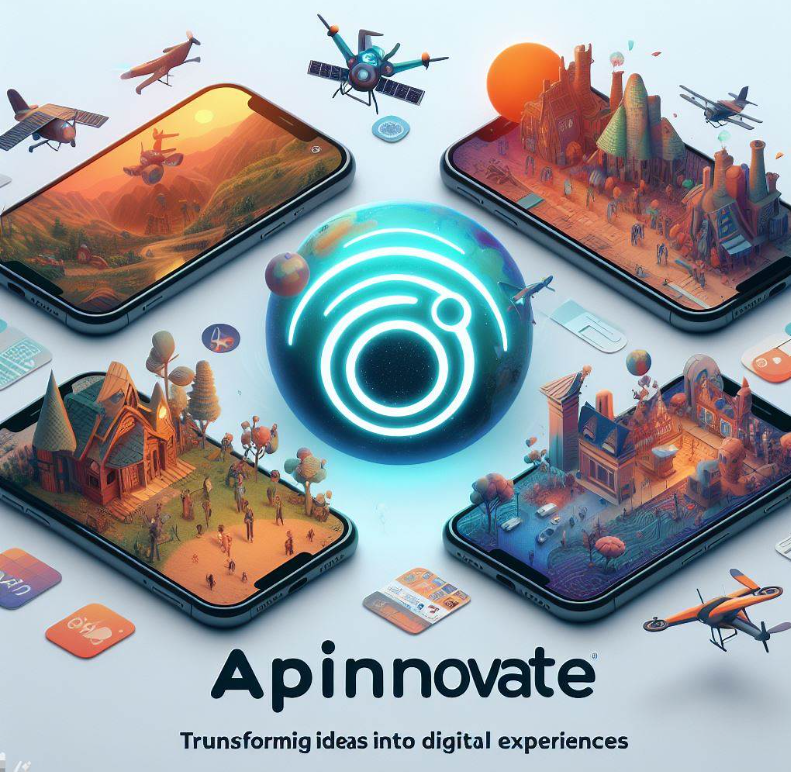 Apinnovate
Trunsformig ideas into digital experiences